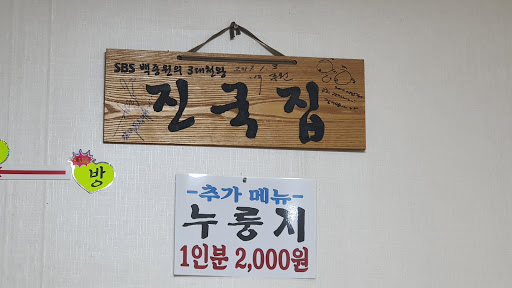 SBS 백종원의 3대천왕
진국집
방
-추가 메뉴-
누룽지
1인분 2,000원